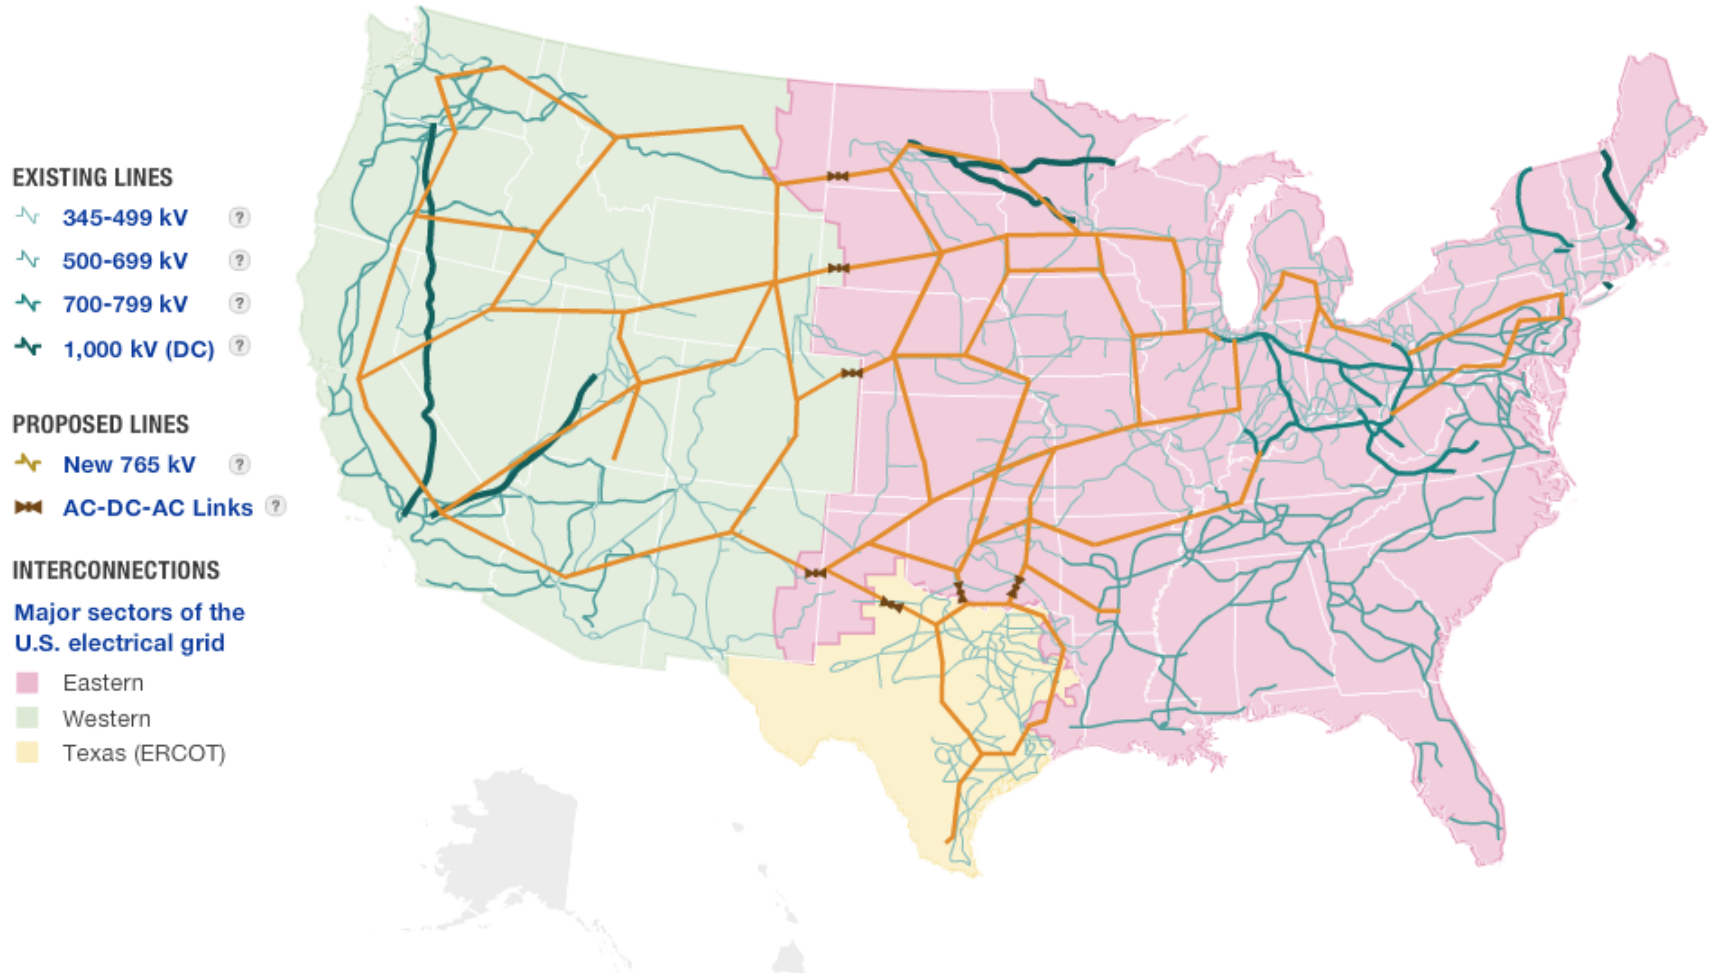 EXISTING LINES
345-499 kV ?
500-699 kV ?
700-799 kV ?
1,000 kV (DC) ?
PROPOSED LINES
New 765 kV ?
AC-DC-AC Links ?
INTERCONNECTIONS
Major sectors of the
U.S. electrical grid
Eastern
Western
Texas (ERCOT)